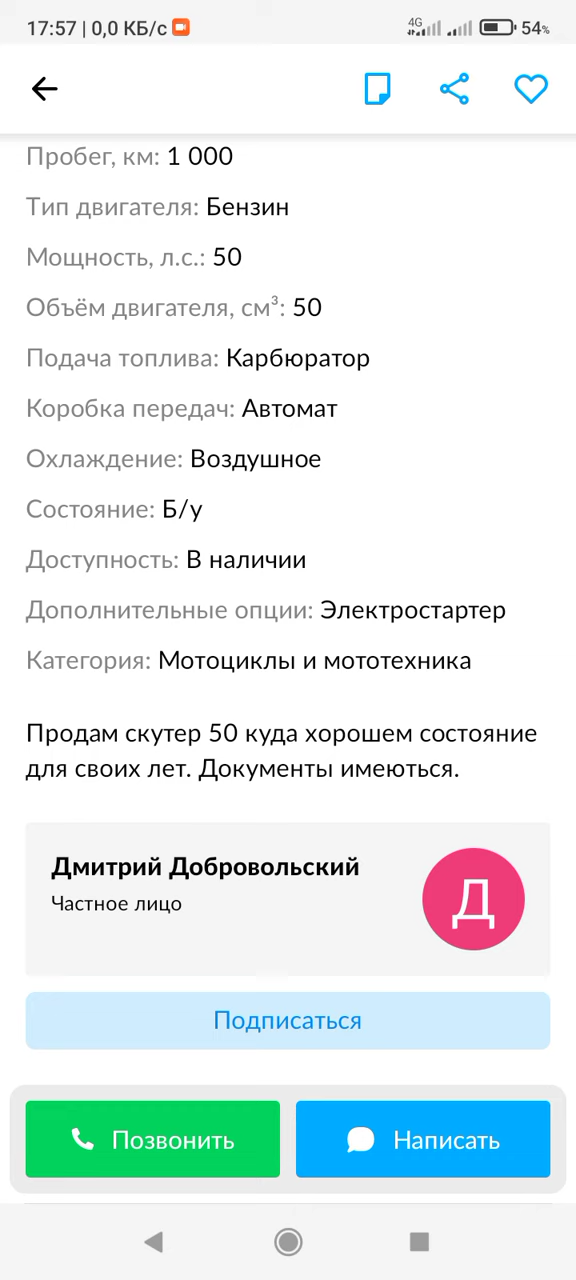 17:57 | 0,0 КБ/с 4G 54%
Пробег, км: 1 000
Тип двигателя: Бензин
Мощность, л.с.: 50
Объём двигателя, см³: 50
Подача топлива: Карбюратор
Коробка передач: Автомат
Охлаждение: Воздушное
Состояние: Б/у
Доступность: В наличии
Дополнительные опции: Электростартер
Категория: Мотоциклы и мототехника
Продам скутер 50 куда хорошем состояние
для своих лет. Документы имеються.
Дмитрий Добровольский
Частное лицо
Д
Подписаться
Позвонить
Написать